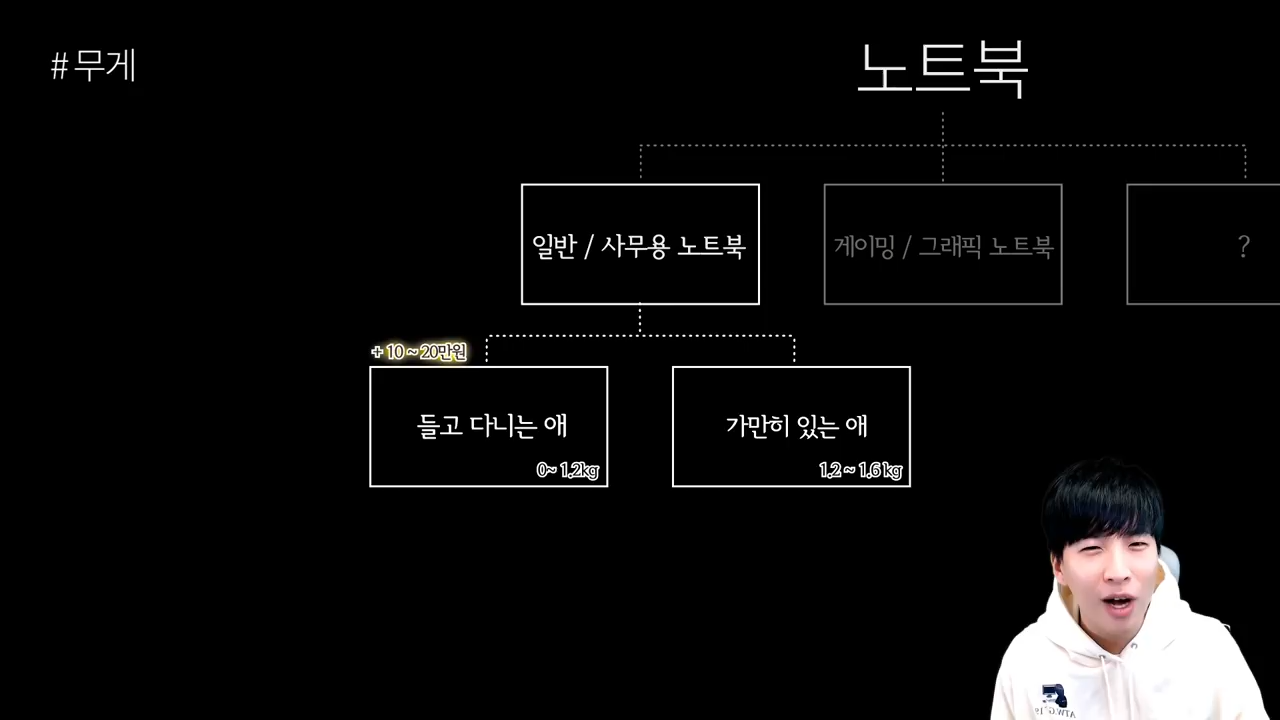 #무게
노트북
일반 / 사무용 노트북
게이밍 / 그래픽 노트북
?
+ 10 ~ 20만원
들고 다니는 애
0~ 1.2kg
가만히 있는 애
1.2 ~ 1.6 kg